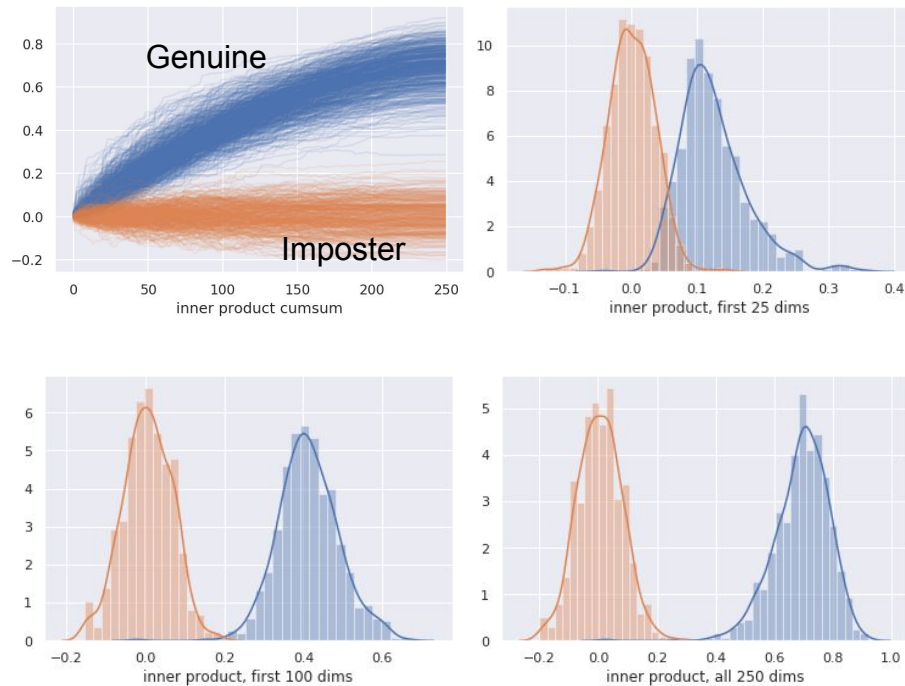 Genuine
Imposter
0.8
0.6
0.4
0.2
0.0
−0.2
0 50 100 150 200 250
inner product cumsum
10
8
6
4
2
0
−0.1 0.0 0.1 0.2 0.3 0.4
inner product, first 25 dims
6
5
4
3
2
1
0
−0.2 0.0 0.2 0.4 0.6
inner product, first 100 dims
5
4
3
2
1
0
−0.2 0.0 0.2 0.4 0.6 0.8 1.0
inner product, all 250 dims